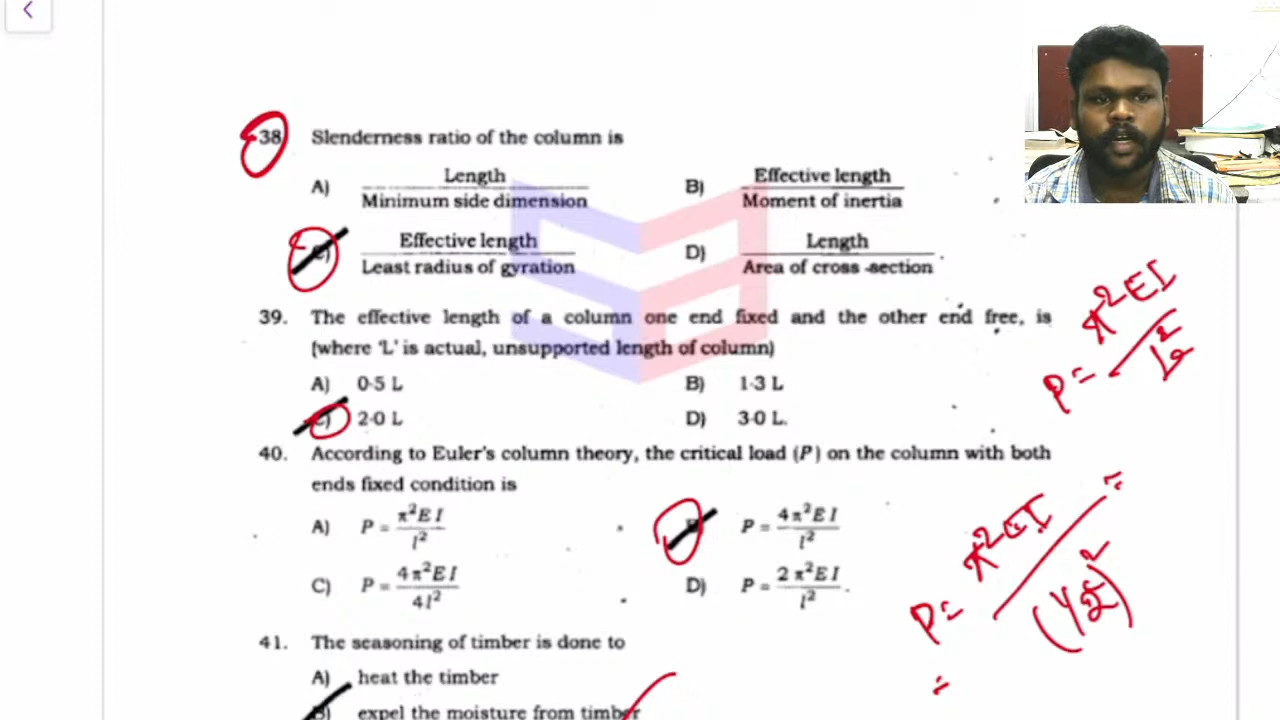 38. Slenderness ratio of the column is
A) Length / Minimum side dimension
B) Effective length / Moment of inertia
C) Effective length / Least radius of gyration
D) Length / Area of cross-section.
39. The effective length of a column one end fixed and the other end free, is
[where 'L' is actual, unsupported length of column)
A) 0·5 L
B) 1·3 L
C) 2·0 L
D) 3·0 L.
P = π²EI / Le²
40. According to Euler's column theory, the critical load (P) on the column with both
ends fixed condition is
A) P = π²EI / l²
P = 4π²EI / l²
C) P = 4π²EI / 4l²
D) P = 2π²EI / l².
P = π²EI
=
41. The seasoning of timber is done to
A) heat the timber
B) expel the moisture from timber